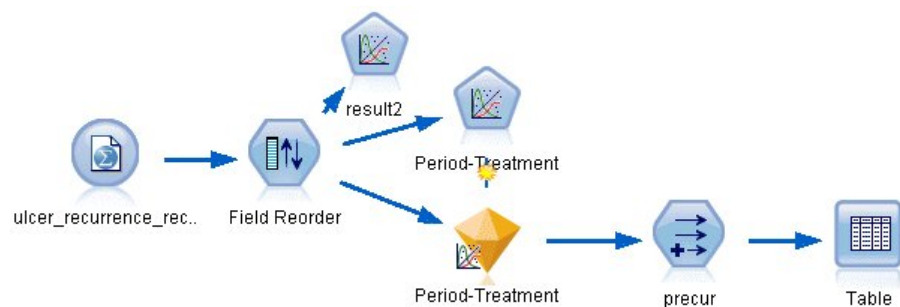 result2
Period-Treatment
ulcer_recurrence_rec..
Field Reorder
Period-Treatment
precur
Table